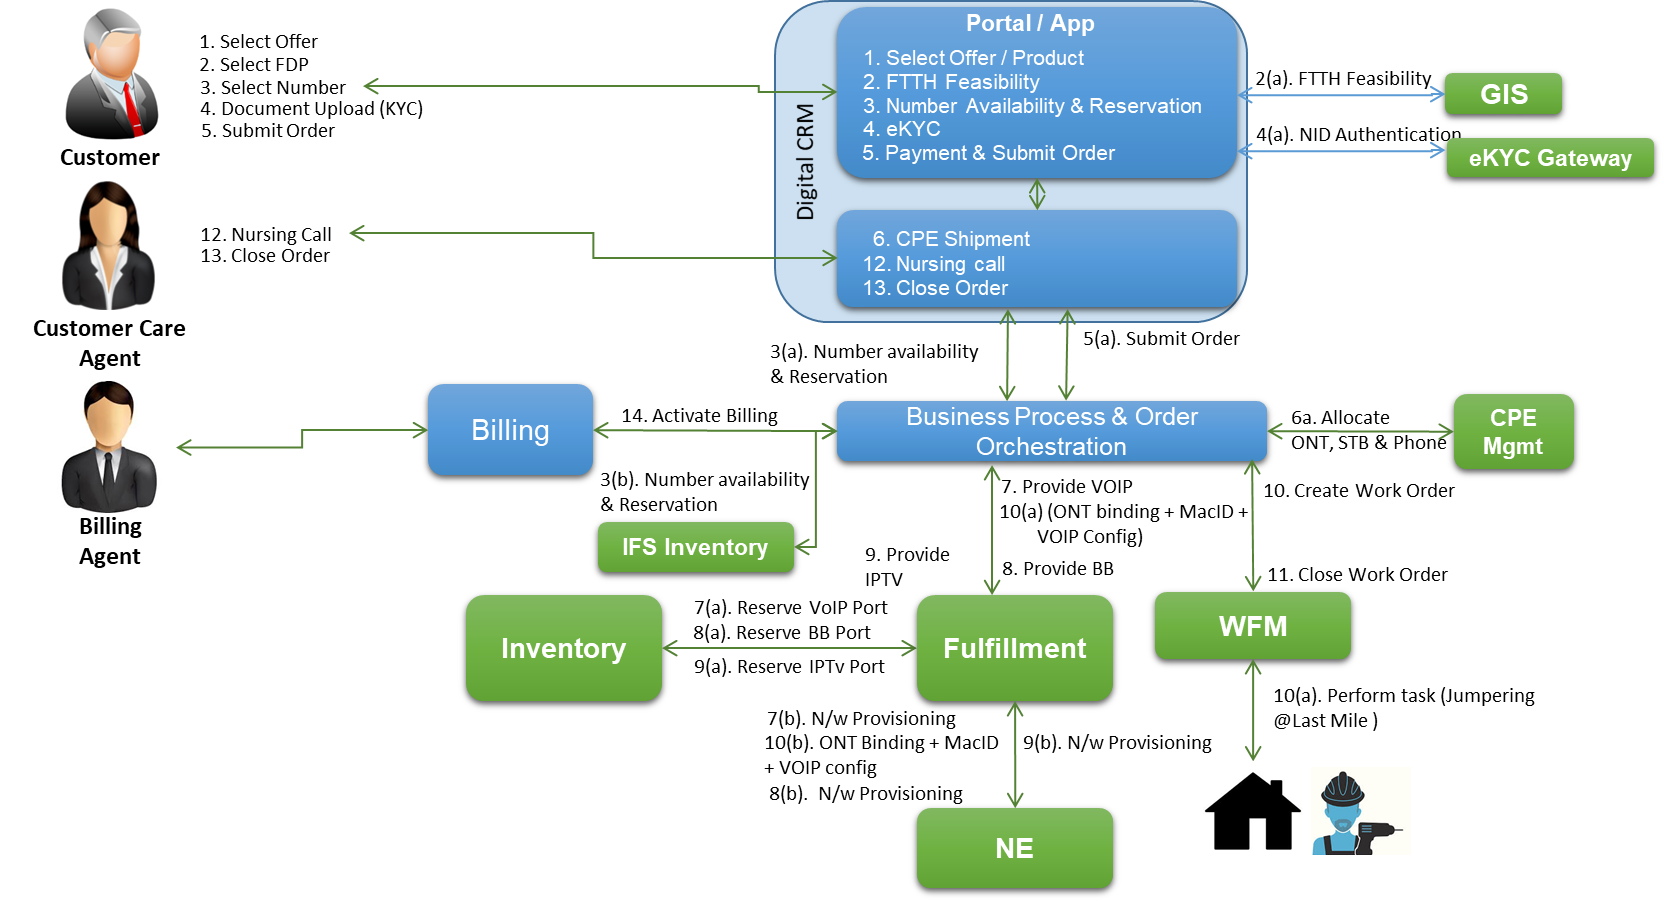 1. Select Offer
2. Select FDP
3. Select Number
4. Document Upload (KYC)
5. Submit Order
Customer
12. Nursing Call
13. Close Order
Customer Care
Agent
Billing
Agent
Digital CRM
Portal / App
1. Select Offer / Product
2. FTTH Feasibility
3. Number Availability & Reservation
4. eKYC
5. Payment & Submit Order
2(a). FTTH Feasibility
GIS
4(a). NID Authentication
eKYC Gateway
6. CPE Shipment
12. Nursing call
13. Close Order
3(a). Number availability
& Reservation
5(a). Submit Order
Billing
14. Activate Billing
Business Process & Order
Orchestration
6a. Allocate
ONT, STB & Phone
CPE
Mgmt
3(b). Number availability
& Reservation
IFS Inventory
7. Provide VOIP
10(a) (ONT binding + MacID +
VOIP Config)
9. Provide
IPTV
8. Provide BB
10. Create Work Order
11. Close Work Order
Inventory
7(a). Reserve VoIP Port
8(a). Reserve BB Port
9(a). Reserve IPTv Port
Fulfillment
WFM
10(a). Perform task (Jumpering
@Last Mile )
7(b). N/w Provisioning
10(b). ONT Binding + MacID
+ VOIP config
8(b). N/w Provisioning
9(b). N/w Provisioning
NE